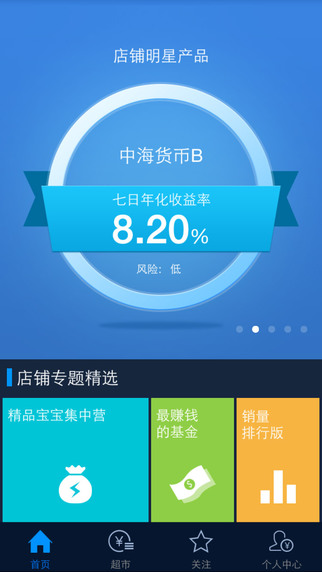 店铺明星产品
中海货币B
七日年化收益率
8.20%
风险: 低
店铺专题精选
精品宝宝集中营
最赚钱
的基金
销量
排行版
首页
超市
关注
个人中心